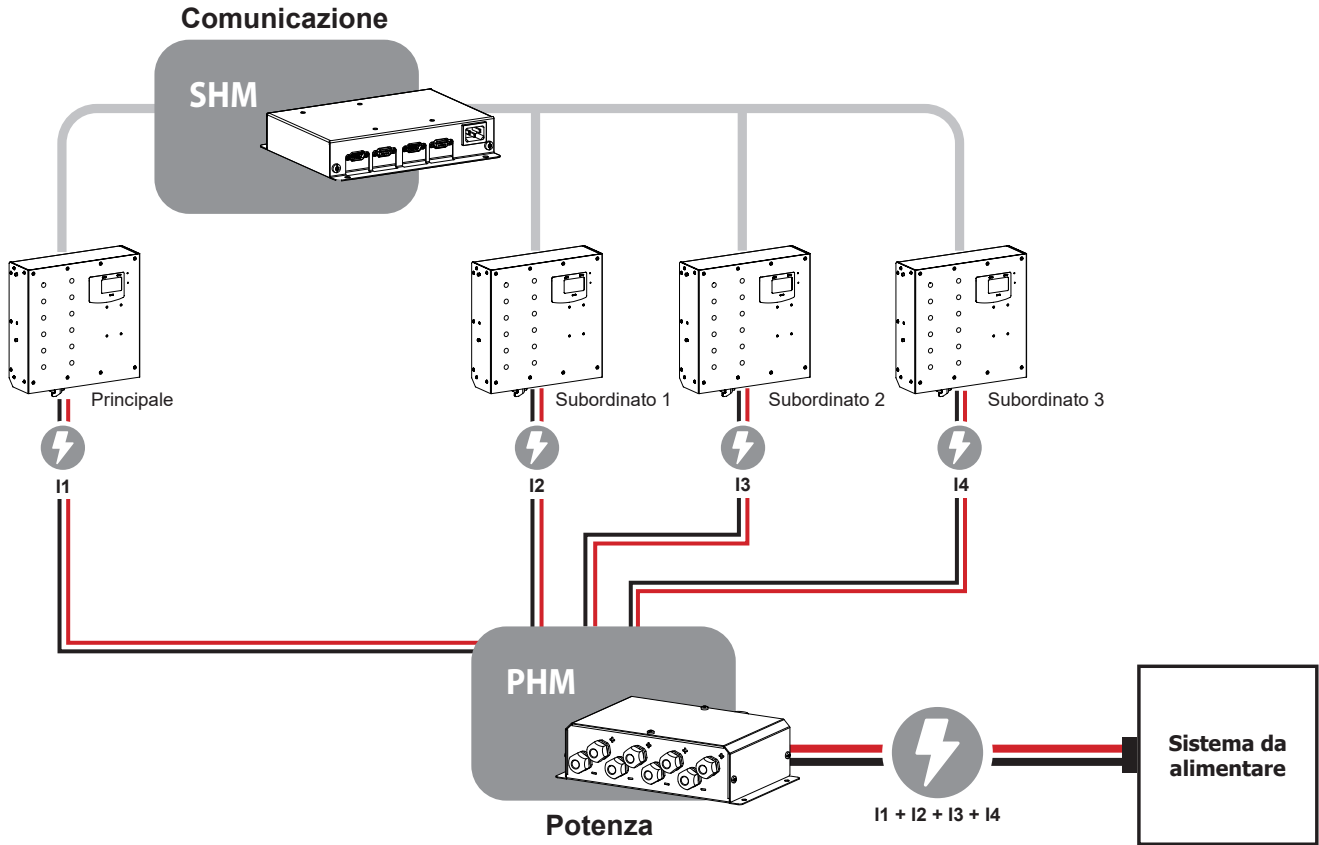 Comunicazione
SHM
Principale
Subordinato 1
Subordinato 2
Subordinato 3
I1
I2
I3
I4
PHM
Sistema da
alimentare
I1 + I2 + I3 + I4
Potenza